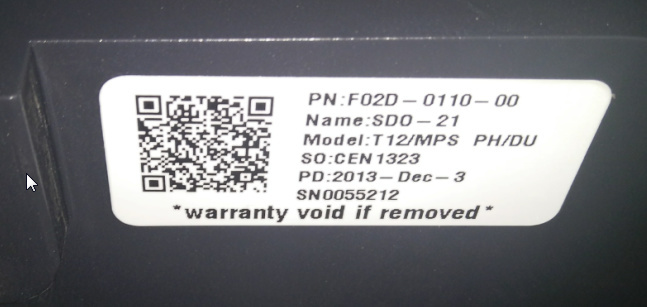 PN:F02D-0110-00
Name:SDO-21
Model:T12/MPS PH/DU
SO:CEN1323
PD:2013-Dec-3
SN0055212
*warranty void if removed*